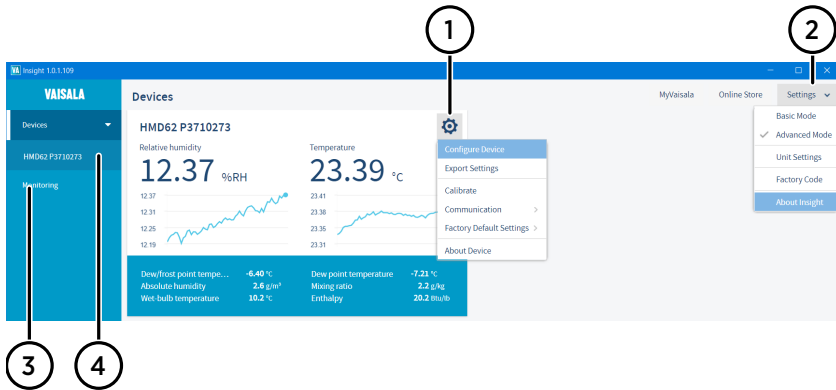 1
2
VA Insight 1.0.1.109
VAISALA
Devices
MyVaisala
Online Store
Settings
Devices
HMD62 P3710273
Monitoring
HMD62 P3710273
Relative humidity
12.37 %RH
12.37
12.31
12.25
12.19
Temperature
23.39 °C
23.41
23.38
23.35
23.31
Configure Device
Export Settings
Calibrate
Communication
Factory Default Settings
About Device
Basic Mode
Advanced Mode
Unit Settings
Factory Code
About Insight
Dew/frost point tempe... -6.40 °C
Absolute humidity 2.6 g/m³
Wet-bulb temperature 10.2 °C
Dew point temperature -7.21 °C
Mixing ratio 2.2 g/kg
Enthalpy 20.2 Btu/lb
3
4